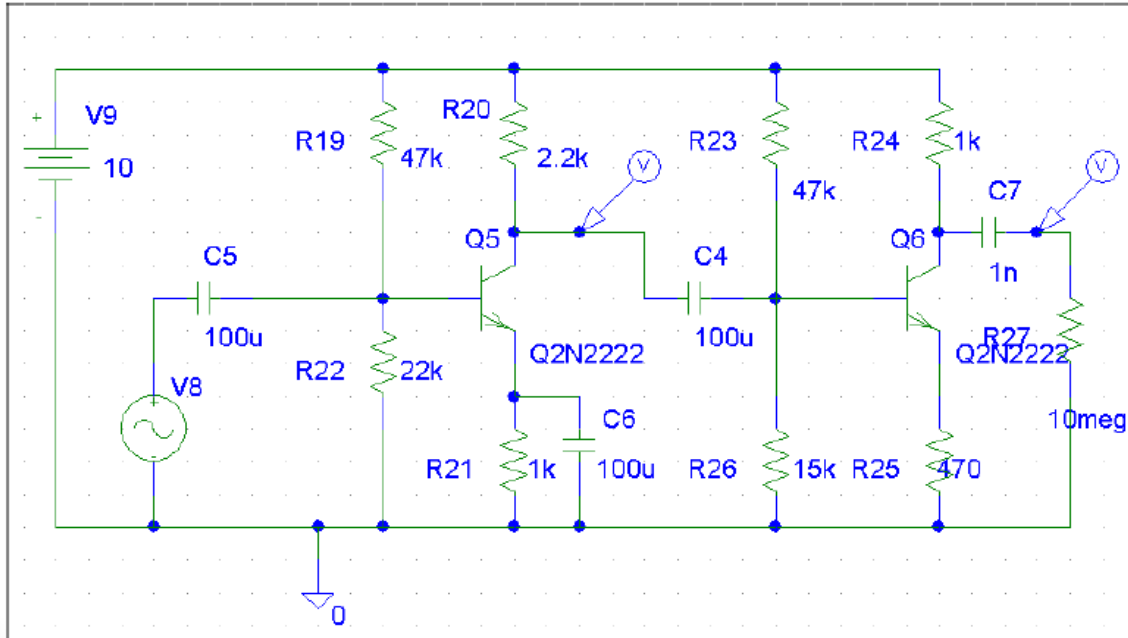 +
V9
10
-
R19
47k
R20
2.2k
V
R23
47k
R24
1k
C7
1n
V
C5
100u
Q5
Q2N2222
C4
100u
Q6
Q2N2222
R27
10meg
V8
+
-
R22
22k
R21
1k
C6
100u
R26
15k
R25
470
0